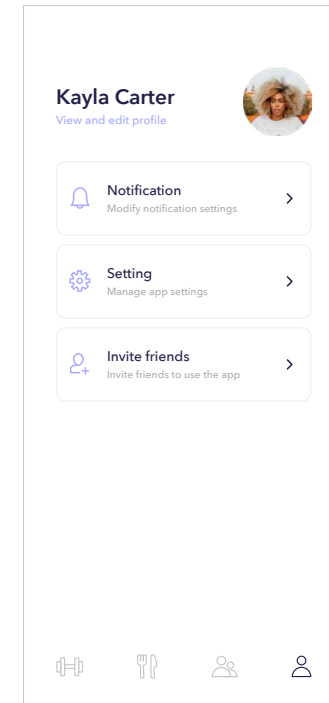 Kayla Carter
View and edit profile
Notification
Modify notification settings
Setting
Manage app settings
Invite friends
Invite friends to use the app